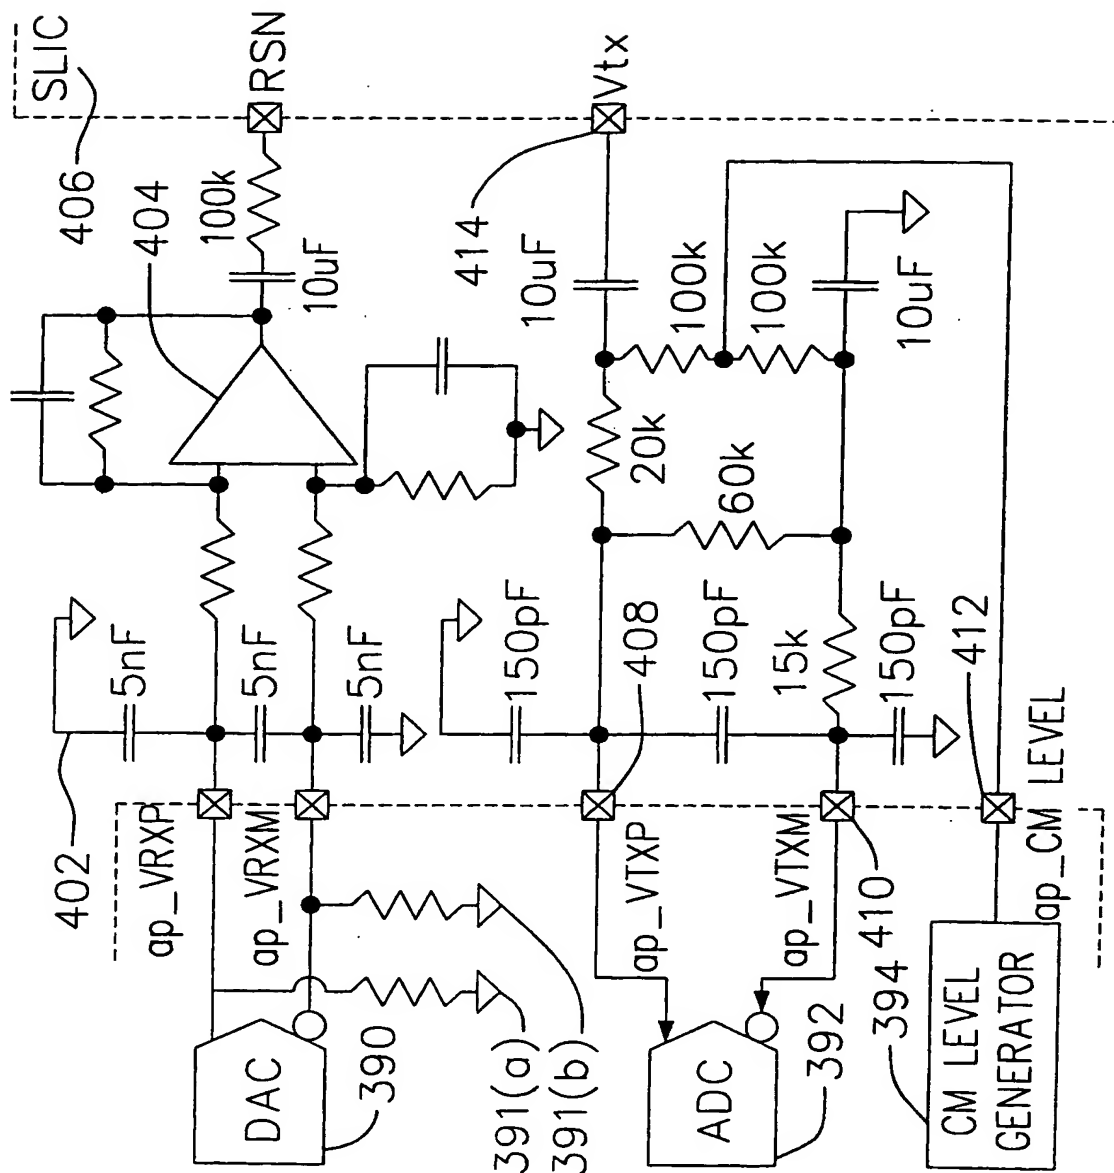 SLIC
406
RSN
404
100k
10uF
402
5nF
5nF
5nF
ap_VRXP
ap_VRXM
DAC
390
391(a)
391(b)
Vtx
414
10uF
100k
100k
10uF
20k
60k
15k
150pF
150pF
150pF
408
ap_VTXP
ap_VTXM
410
ADC
392
412
ap_CM LEVEL
394
CM LEVEL
GENERATOR